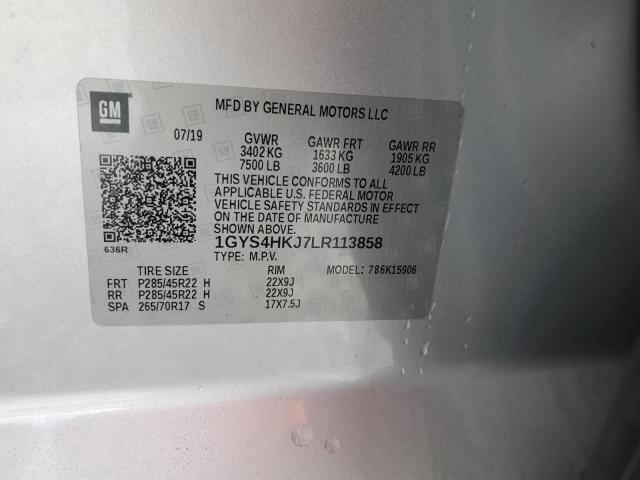 GM
MFD BY GENERAL MOTORS LLC
07/19 GVWR GAWR FRT GAWR RR
3402 KG 1633 KG 1905 KG
7500 LB 3600 LB 4200 LB
THIS VEHICLE CONFORMS TO ALL
APPLICABLE U.S. FEDERAL MOTOR
VEHICLE SAFETY STANDARDS IN EFFECT
ON THE DATE OF MANUFACTURE
SHOWN ABOVE.
636R
1GYS4HKJ7LR113858
TYPE: M.P.V. MODEL: 786K15906
TIRE SIZE RIM
FRT P285/45R22 H 22X9J
RR P285/45R22 H 22X9J
SPA 265/70R17 S 17X7.5J